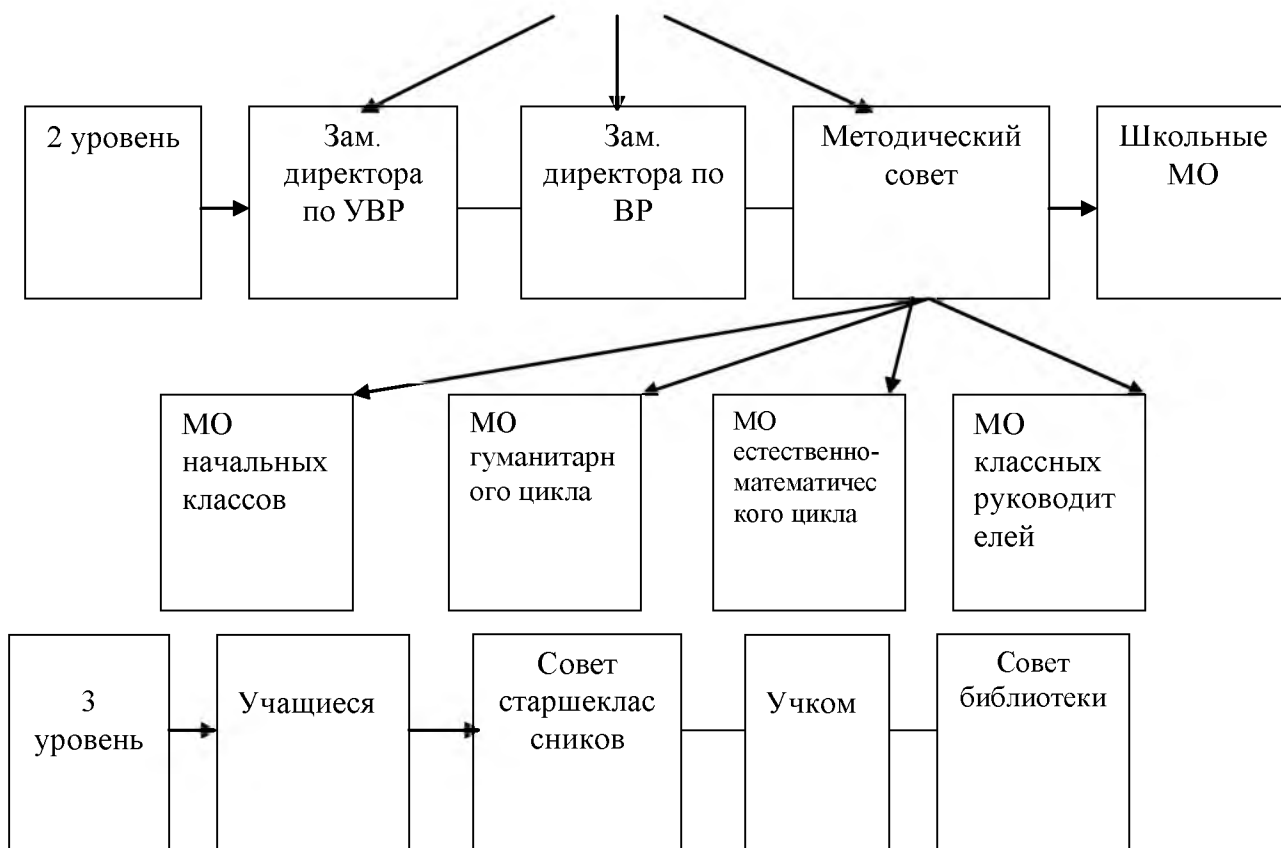 2 уровень
Зам.
директора
по УВР
Зам.
директора по
ВР
Методический
совет
Школьные
МО
МО
начальных
классов
МО
гуманитарн
ого цикла
МО
естественно-
математичес
кого цикла
МО
классных
руководит
елей
3
уровень
Учащиеся
Совет
старшеклас
сников
Учком
Совет
библиотеки